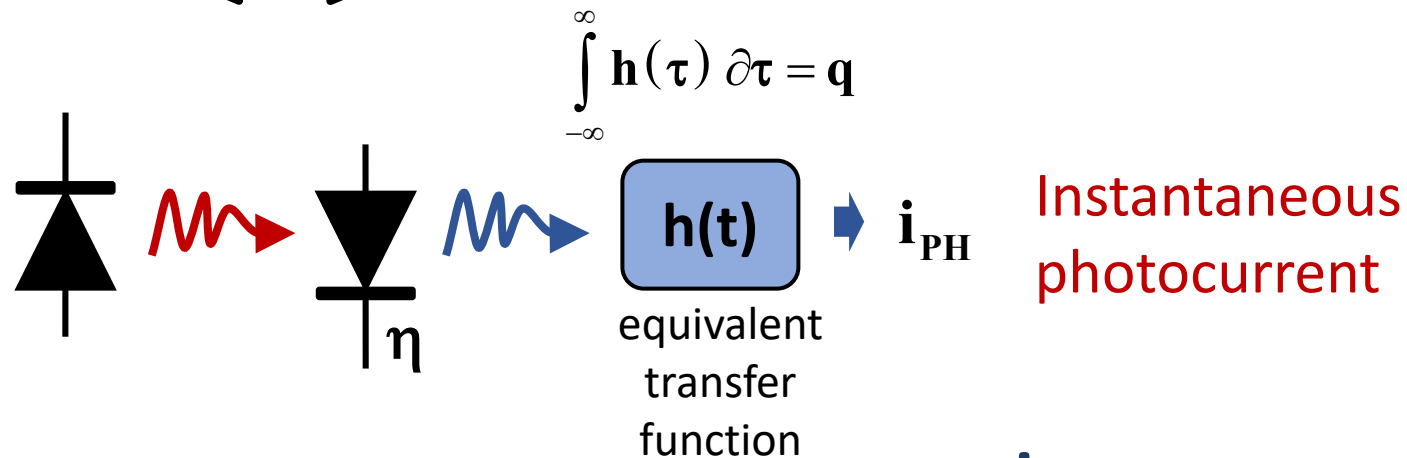 ∫_{-∞}^{∞} h(τ) ∂τ = q
h(t)
i_PH
Instantaneous
photocurrent
η
equivalent
transfer
function